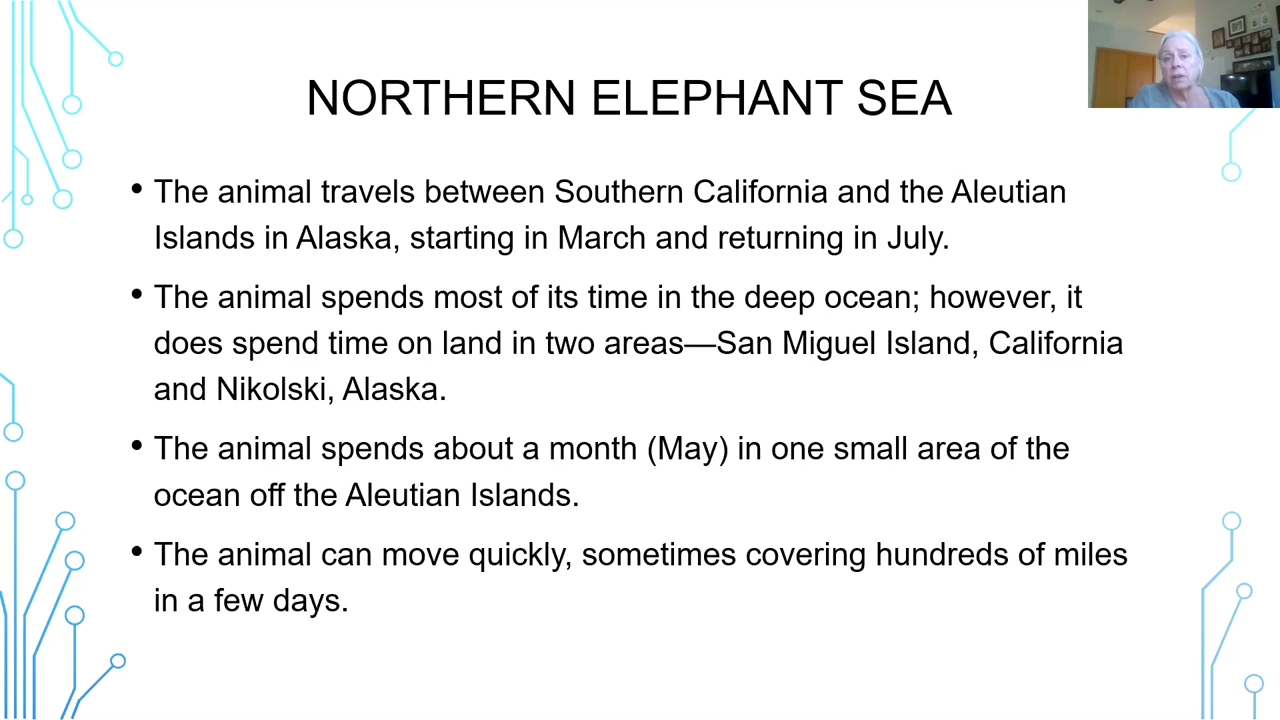 NORTHERN ELEPHANT SEA
• The animal travels between Southern California and the Aleutian
Islands in Alaska, starting in March and returning in July.
• The animal spends most of its time in the deep ocean; however, it
does spend time on land in two areas—San Miguel Island, California
and Nikolski, Alaska.
• The animal spends about a month (May) in one small area of the
ocean off the Aleutian Islands.
• The animal can move quickly, sometimes covering hundreds of miles
in a few days.